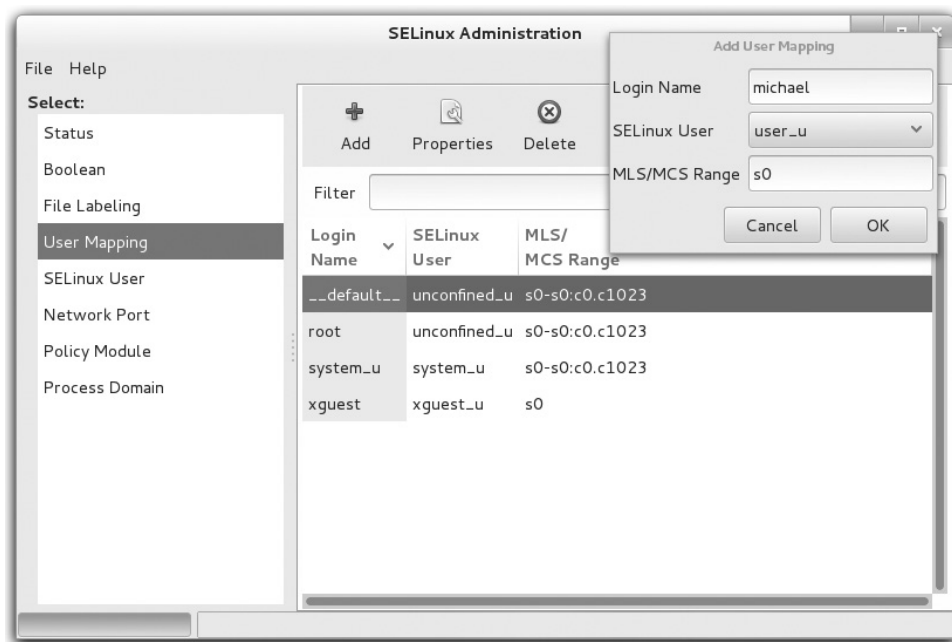 SELinux Administration
Add User Mapping
File Help
Login Name michael
SELinux User user_u
MLS/MCS Range s0
Cancel OK
Select:
Status
Boolean
File Labeling
User Mapping
SELinux User
Network Port
Policy Module
Process Domain
Add Properties Delete
Filter
Login Name SELinux User MLS/ MCS Range
__default__ unconfined_u s0-s0:c0.c1023
root unconfined_u s0-s0:c0.c1023
system_u system_u s0-s0:c0.c1023
xguest xguest_u s0